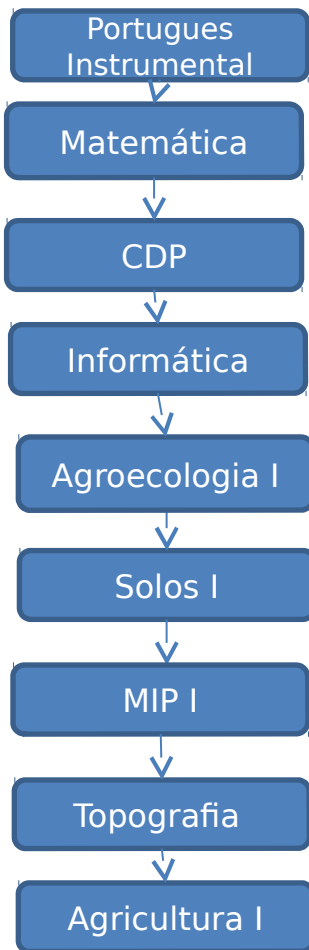 Portugues
Instrumental
Matemática
CDP
Informática
Agroecologia I
Solos I
MIP I
Topografia
Agricultura I